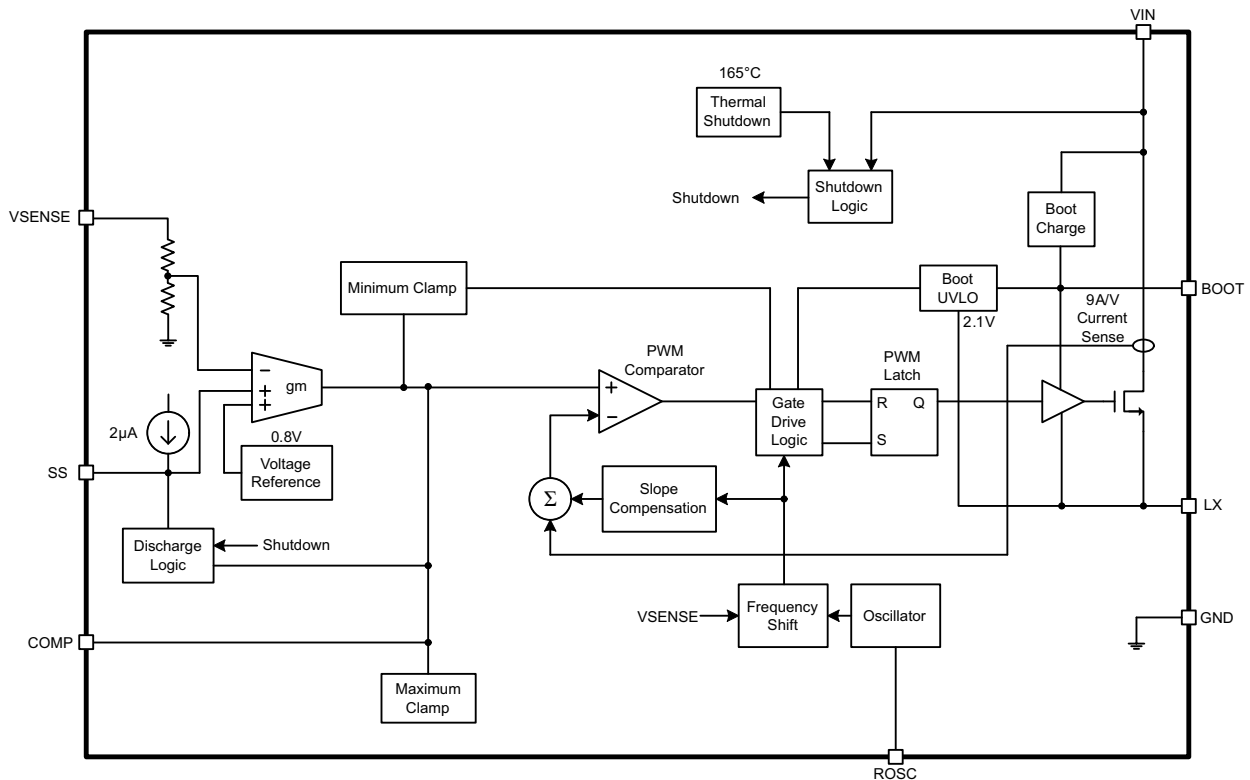 VIN
165°C
Thermal
Shutdown
Shutdown
Shutdown
Logic
Boot
Charge
VSENSE
Minimum Clamp
Boot
UVLO
2.1V
BOOT
9A/V
Current
Sense
PWM
Comparator
PWM
Latch
gm
Gate
Drive
Logic
R
Q
S
2µA
0.8V
Voltage
Reference
SS
Σ
Slope
Compensation
LX
Discharge
Logic
Shutdown
VSENSE
Frequency
Shift
Oscillator
GND
COMP
Maximum
Clamp
ROSC